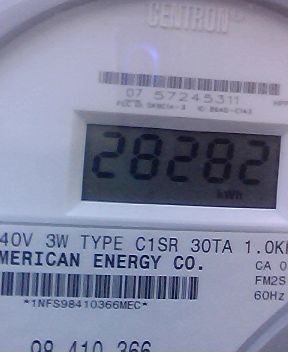 CENTRON
07 57245311
28282
kWh
40V 3W TYPE C1SR 30TA 1.0K
MERICAN ENERGY CO.
CA 0
FM2S
60Hz
*1NFS98410366MEC*
98 410 366